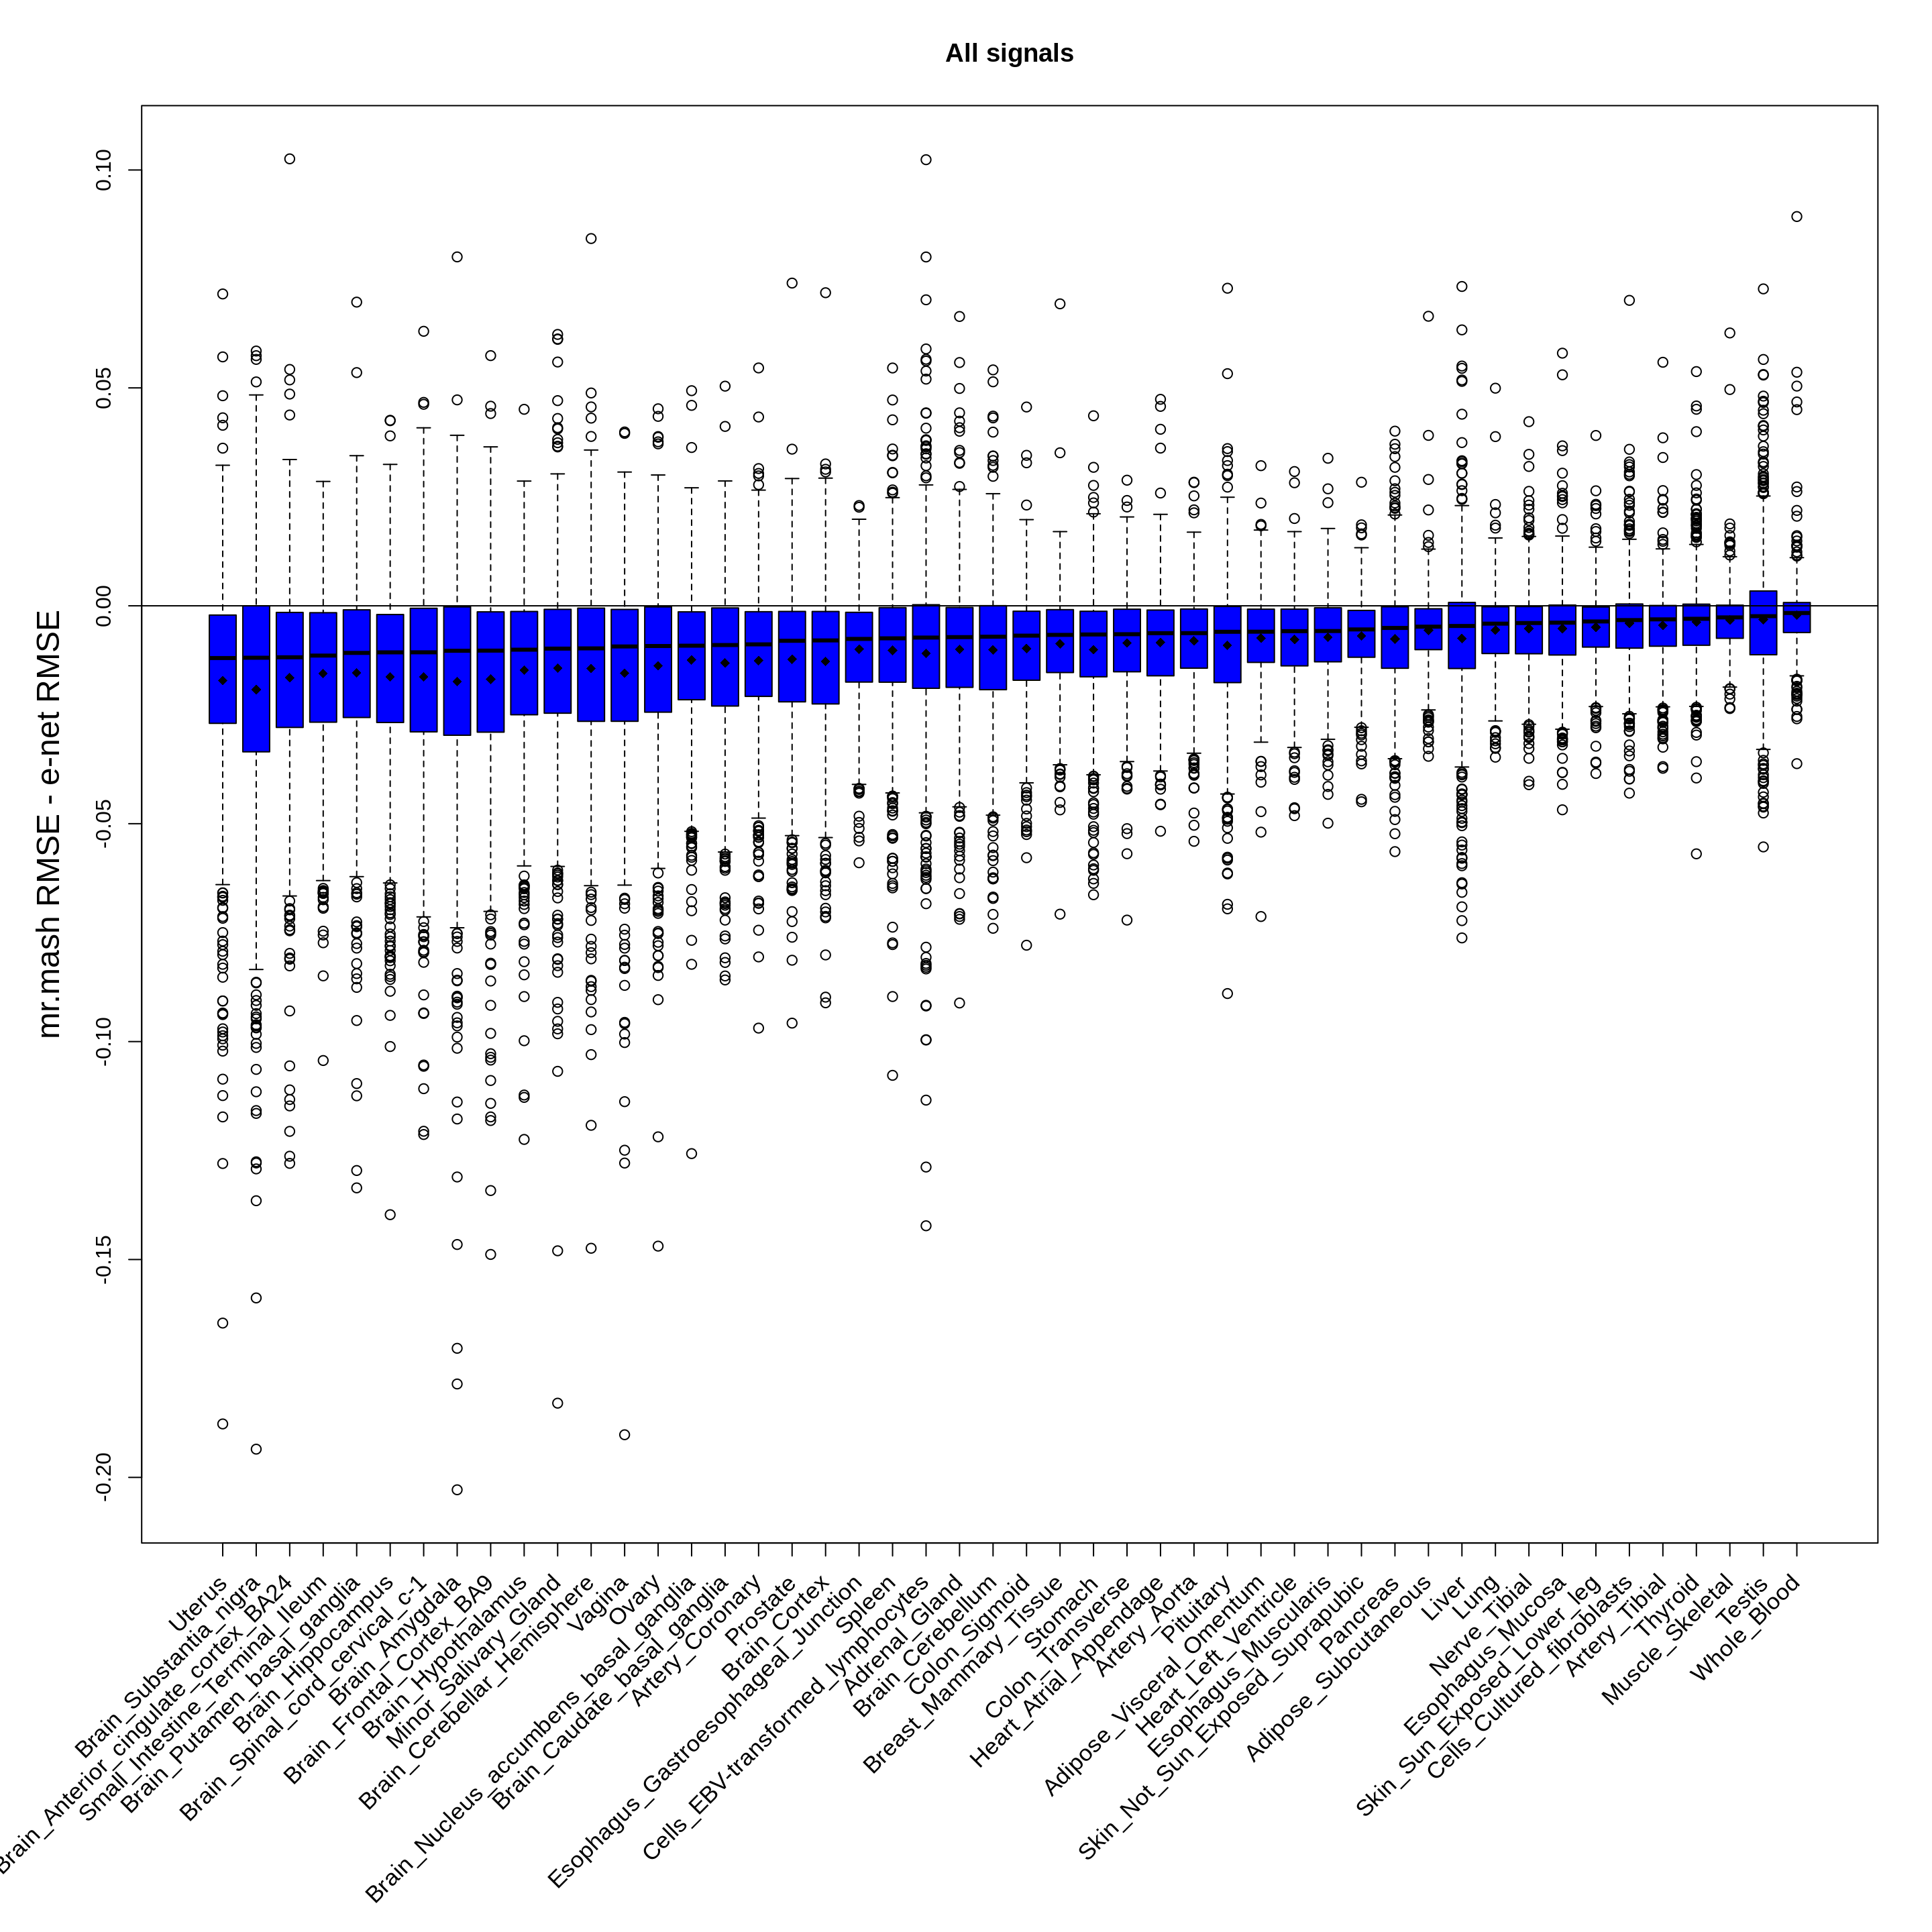 All signals
mr.mash RMSE - e-net RMSE
0.10
0.05
0.00
-0.05
-0.10
-0.15
-0.20
Uterus
Brain_Substantia_nigra
Brain_Anterior_cingulate_cortex_BA24
Small_Intestine_Terminal_Ileum
Brain_Putamen_basal_ganglia
Brain_Hippocampus
Brain_Spinal_cord_cervical_c-1
Brain_Amygdala
Brain_Frontal_Cortex_BA9
Brain_Hypothalamus
Minor_Salivary_Gland
Brain_Cerebellar_Hemisphere
Vagina
Ovary
Brain_Nucleus_accumbens_basal_ganglia
Brain_Caudate_basal_ganglia
Artery_Coronary
Prostate
Brain_Cortex
Esophagus_Gastroesophageal_Junction
Spleen
Cells_EBV-transformed_lymphocytes
Adrenal_Gland
Brain_Cerebellum
Colon_Sigmoid
Breast_Mammary_Tissue
Stomach
Colon_Transverse
Heart_Atrial_Appendage
Artery_Aorta
Pituitary
Adipose_Visceral_Omentum
Heart_Left_Ventricle
Esophagus_Muscularis
Skin_Not_Sun_Exposed_Suprapubic
Pancreas
Adipose_Subcutaneous
Liver
Lung
Nerve_Tibial
Esophagus_Mucosa
Skin_Sun_Exposed_Lower_leg
Cells_Cultured_fibroblasts
Artery_Tibial
Thyroid
Muscle_Skeletal
Testis
Whole_Blood